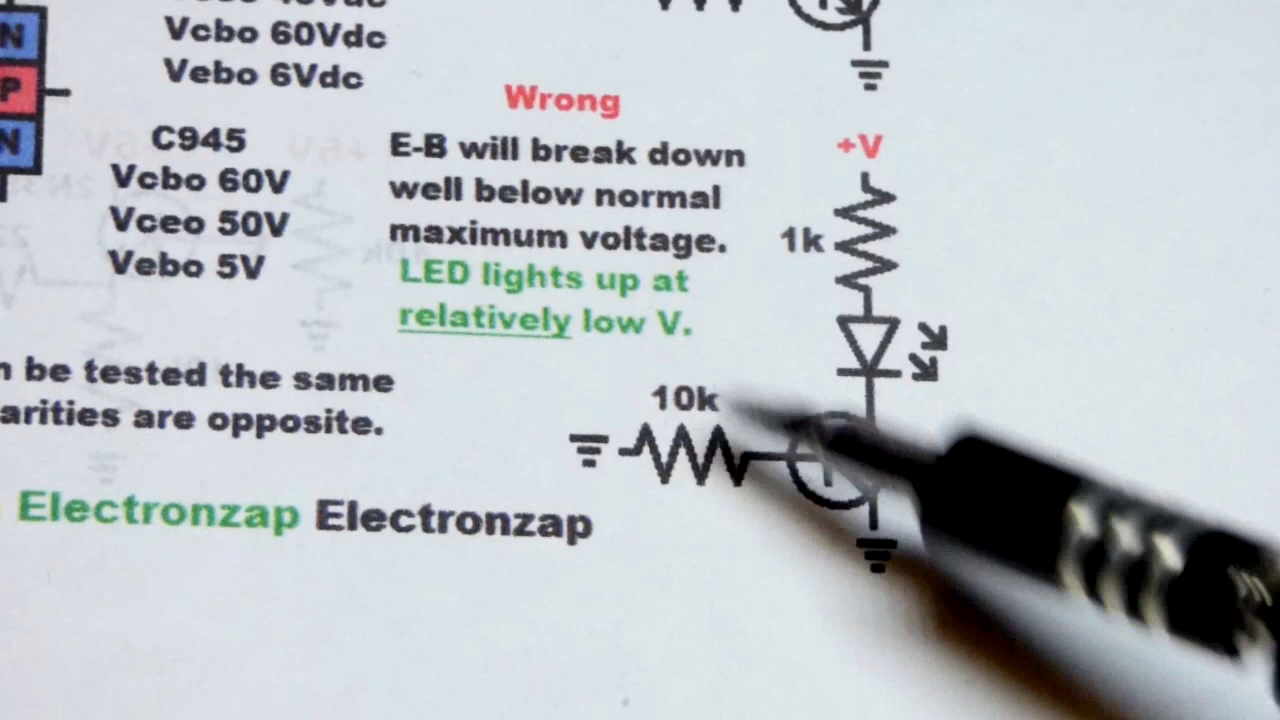 Vcbo 60Vdc
Vebo 6Vdc
N
P
N
C945
Vcbo 60V
Vceo 50V
Vebo 5V
Wrong
E-B will break down
well below normal
maximum voltage.
LED lights up at
relatively low V.
+V
1k
10k
be tested the same
are opposite.
Electronzap Electronzap